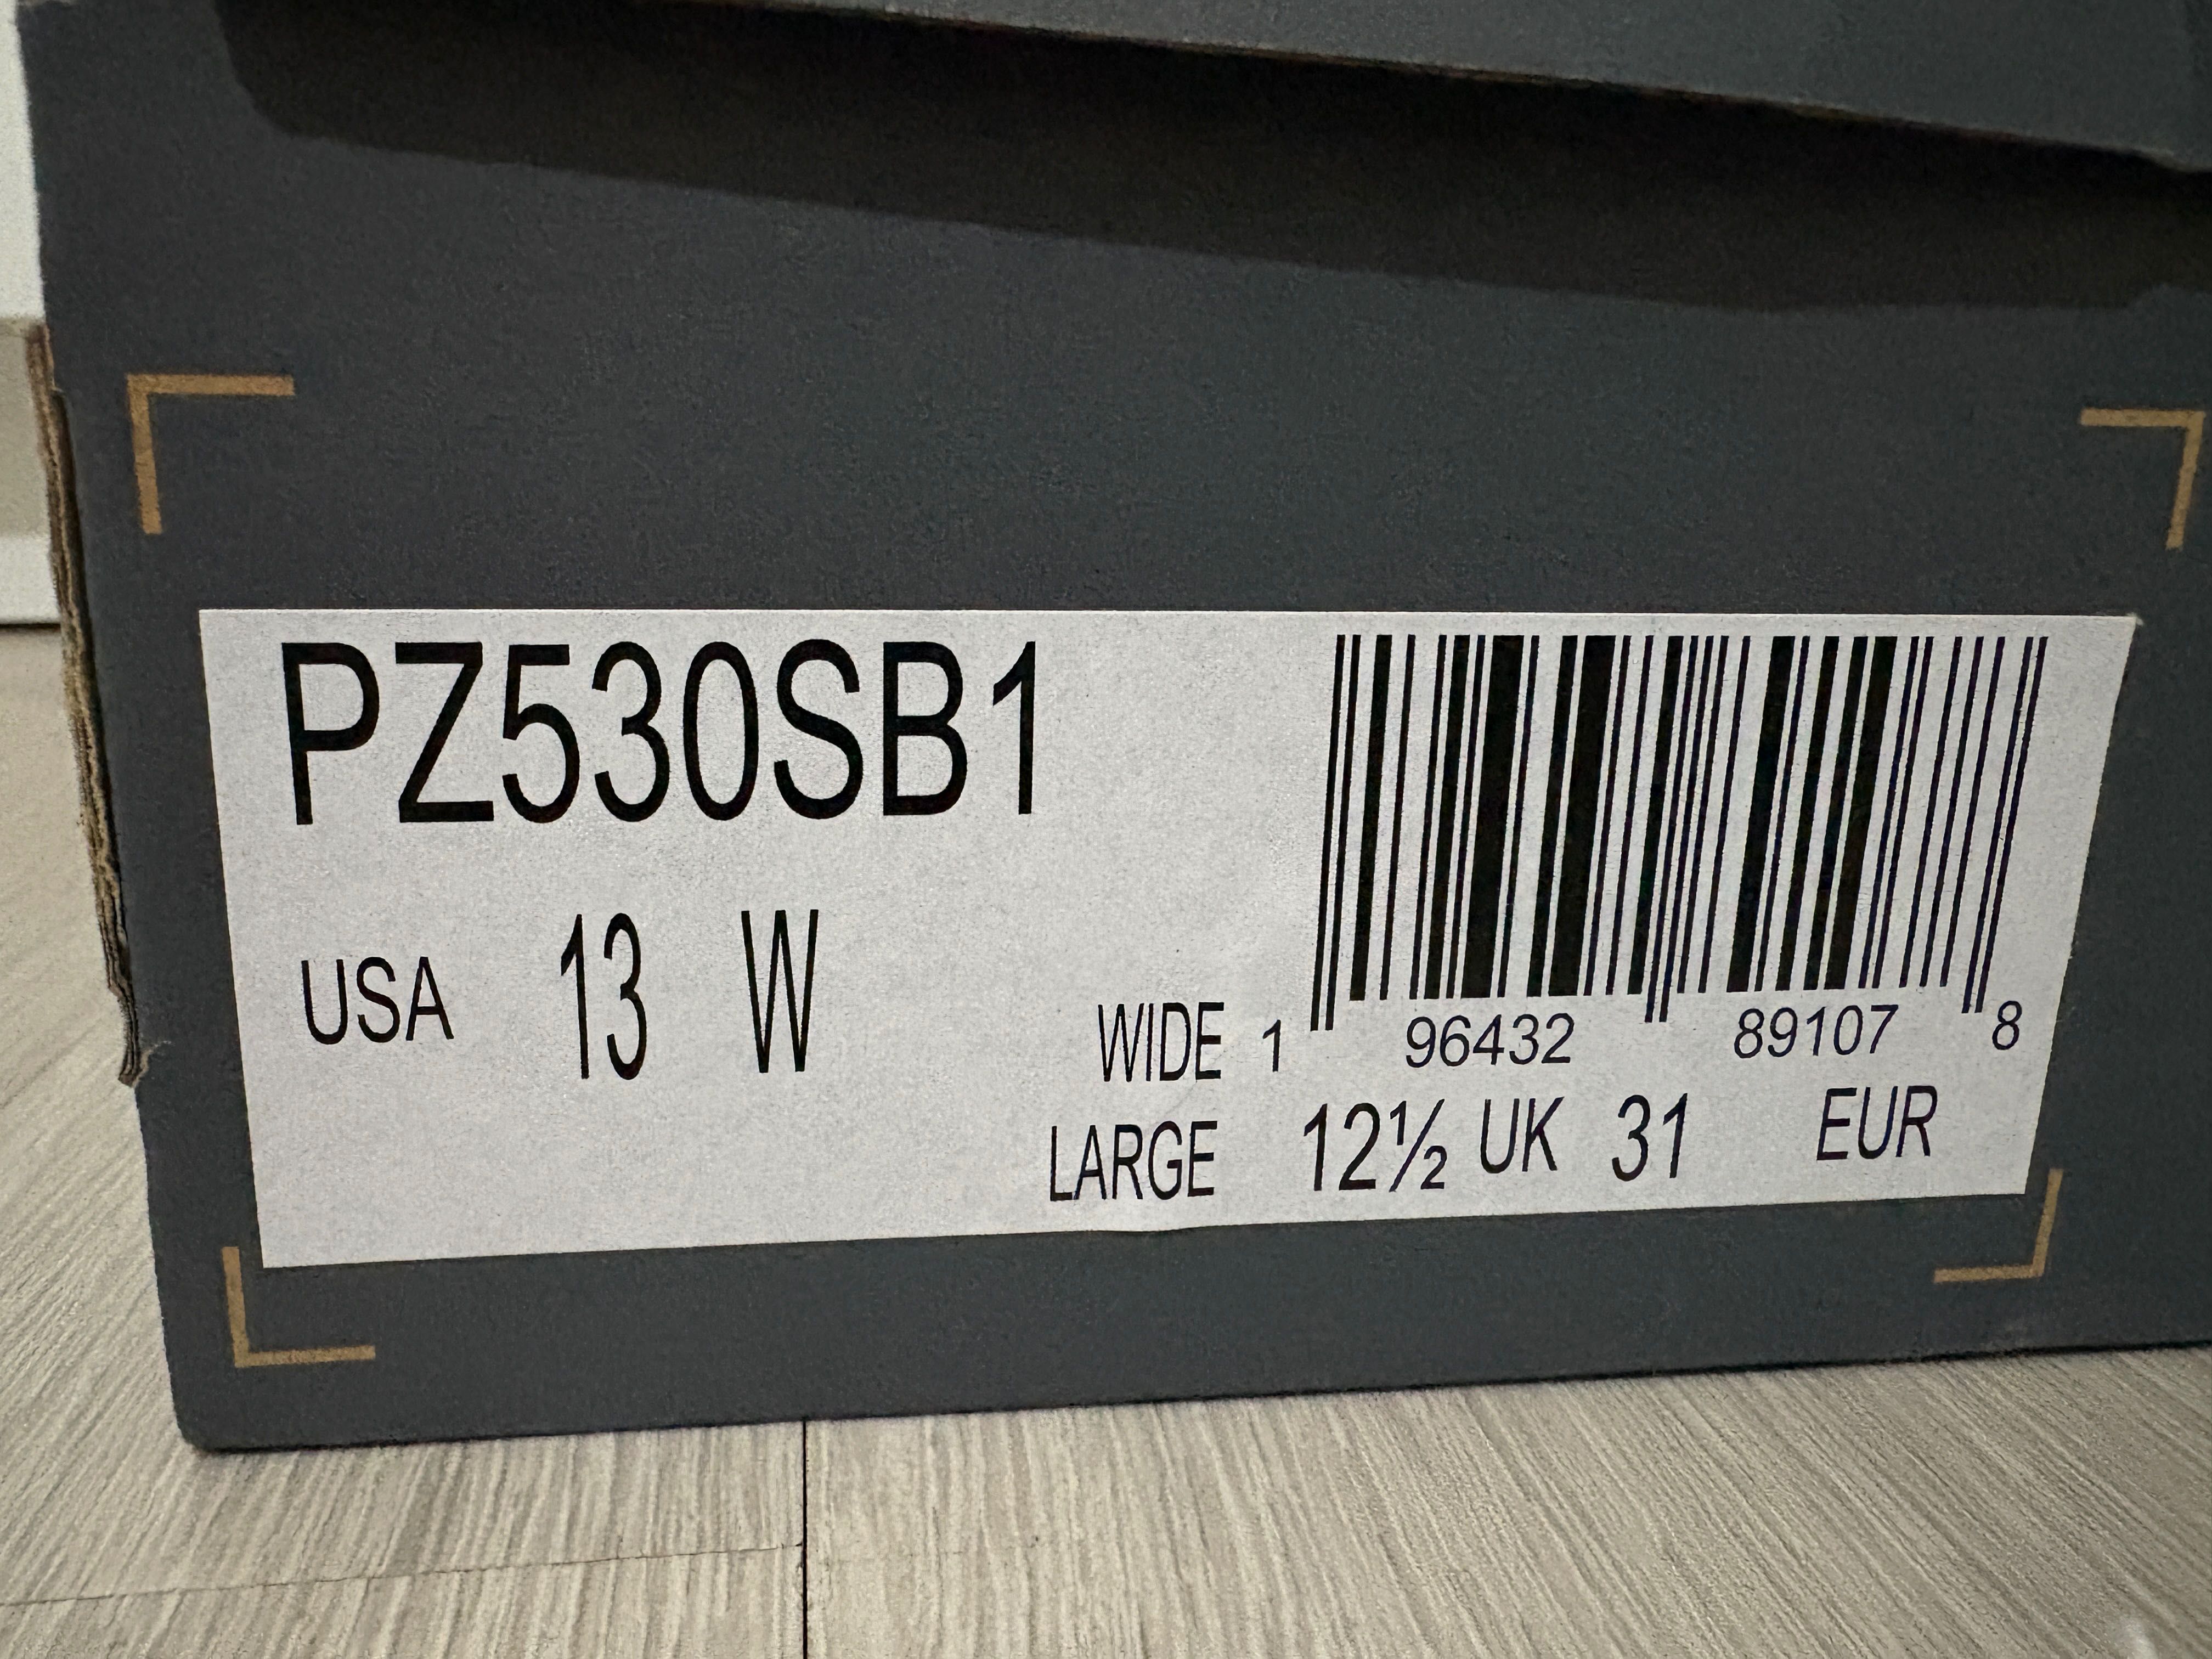 PZ530SB1
USA 13 W
WIDE 1 96432 89107 8
LARGE 12½ UK 31 EUR